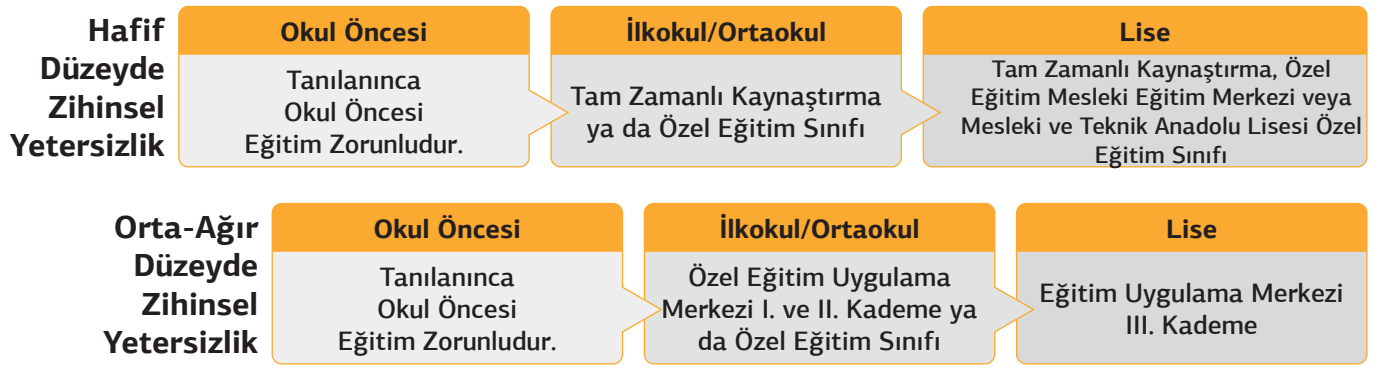 Hafif
Düzeyde
Zihinsel
Yetersizlik
Okul Öncesi
Tanılanınca
Okul Öncesi
Eğitim Zorunludur.
İlkokul/Ortaokul
Tam Zamanlı Kaynaştırma
ya da Özel Eğitim Sınıfı
Lise
Tam Zamanlı Kaynaştırma, Özel
Eğitim Mesleki Eğitim Merkezi veya
Mesleki ve Teknik Anadolu Lisesi Özel
Eğitim Sınıfı
Orta-Ağır
Düzeyde
Zihinsel
Yetersizlik
Okul Öncesi
Tanılanınca
Okul Öncesi
Eğitim Zorunludur.
İlkokul/Ortaokul
Özel Eğitim Uygulama
Merkezi I. ve II. Kademe ya
da Özel Eğitim Sınıfı
Lise
Eğitim Uygulama Merkezi
III. Kademe